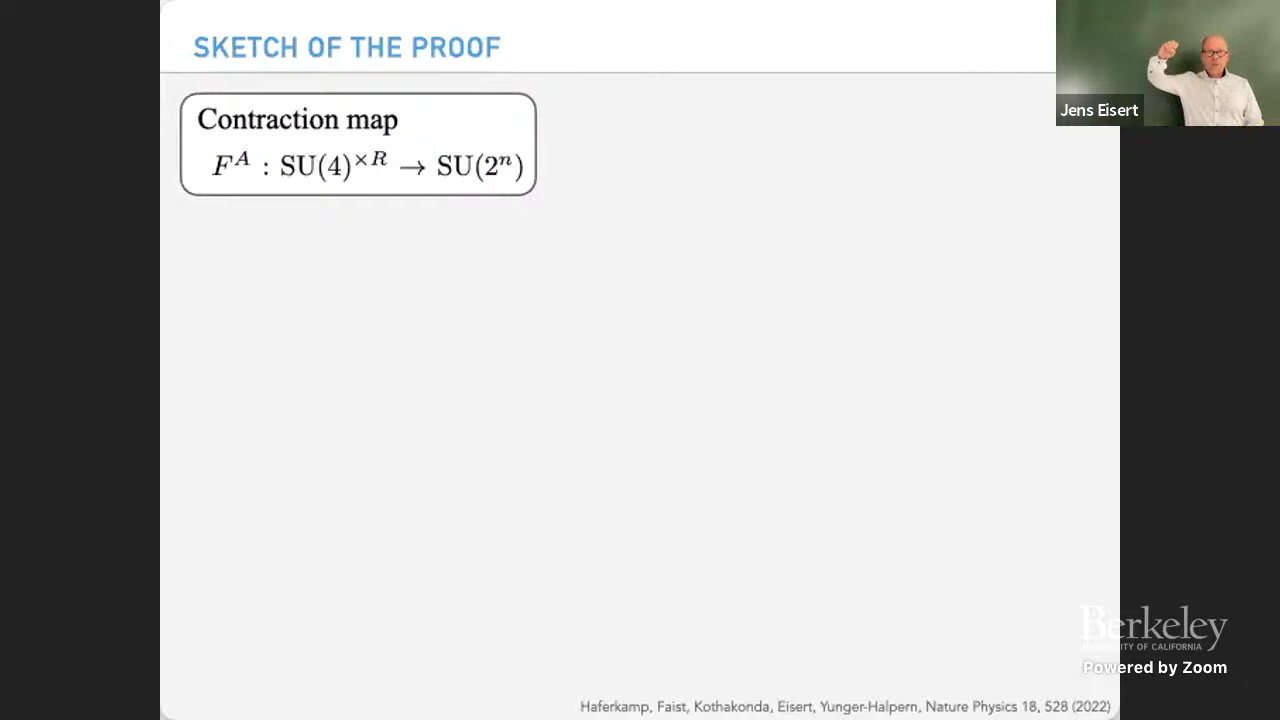 SKETCH OF THE PROOF
Jens Eisert
Contraction map
F^A : SU(4)^{×R} → SU(2^n)
Berkeley
UNIVERSITY OF CALIFORNIA
Powered by Zoom
Haferkamp, Faist, Kothakonda, Eisert, Yunger-Halpern, Nature Physics 18, 528 (2022)